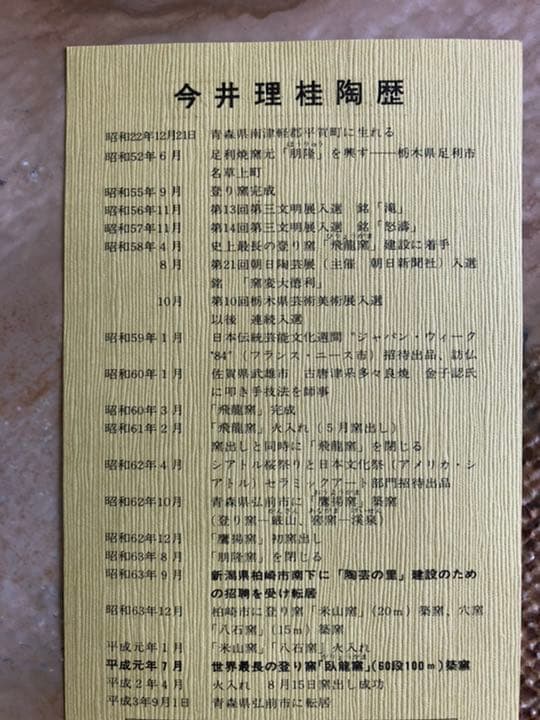 今井理桂陶歴
昭和22年12月21日 青森県南津軽郡平賀町に生れる
昭和52年6月 足利焼窯元「朋隆」を興す──栃木県足利市
名草上町
昭和55年9月 登り窯完成
昭和56年11月 第13回第三文明展入選 銘「滝」
昭和57年11月 第14回第三文明展入選 銘「怒濤」
昭和58年4月 史上最長の登り窯「飛龍窯」建設に着手
8月 第21回朝日陶芸展(主催 朝日新聞社)入選
銘 「窯変大徳利」
10月 第10回栃木県芸術美術展入選
以後 連続入選
昭和59年1月 日本伝統芸能文化週間 "ジャパン・ウィーク
"84"(フランス・ニース市)招待出品、訪仏
昭和60年1月 佐賀県武雄市 古唐津系多々良焼 金子認氏
に叩き手技法を師事
昭和60年3月 「飛龍窯」完成
昭和61年2月 「飛龍窯」火入れ(5月窯出し)
窯出しと同時に「飛龍窯」を閉じる
昭和62年4月 シアトル桜祭りと日本文化祭(アメリカ・シ
アトル)セラミックアート部門招待出品
昭和62年10月 青森県弘前市に「鷹揚窯」築窯
(登り窯─巌山、窖窯─渓泉)
昭和62年12月 「鷹揚窯」初窯出し
昭和63年8月 「朋隆窯」を閉じる
昭和63年9月 新潟県柏崎市南下に「陶芸の里」建設のため
の招聘を受け転居
昭和63年12月 柏崎市に登り窯「米山窯」(20m)築窯、穴窯
「八石窯」(15m)築窯
平成元年1月 「米山窯」「八石窯」火入れ
平成元年7月 世界最長の登り窯「臥龍窯」(60段100m)築窯
平成2年4月 火入れ 8月15日窯出し成功
平成3年9月1日 青森県弘前市に転居